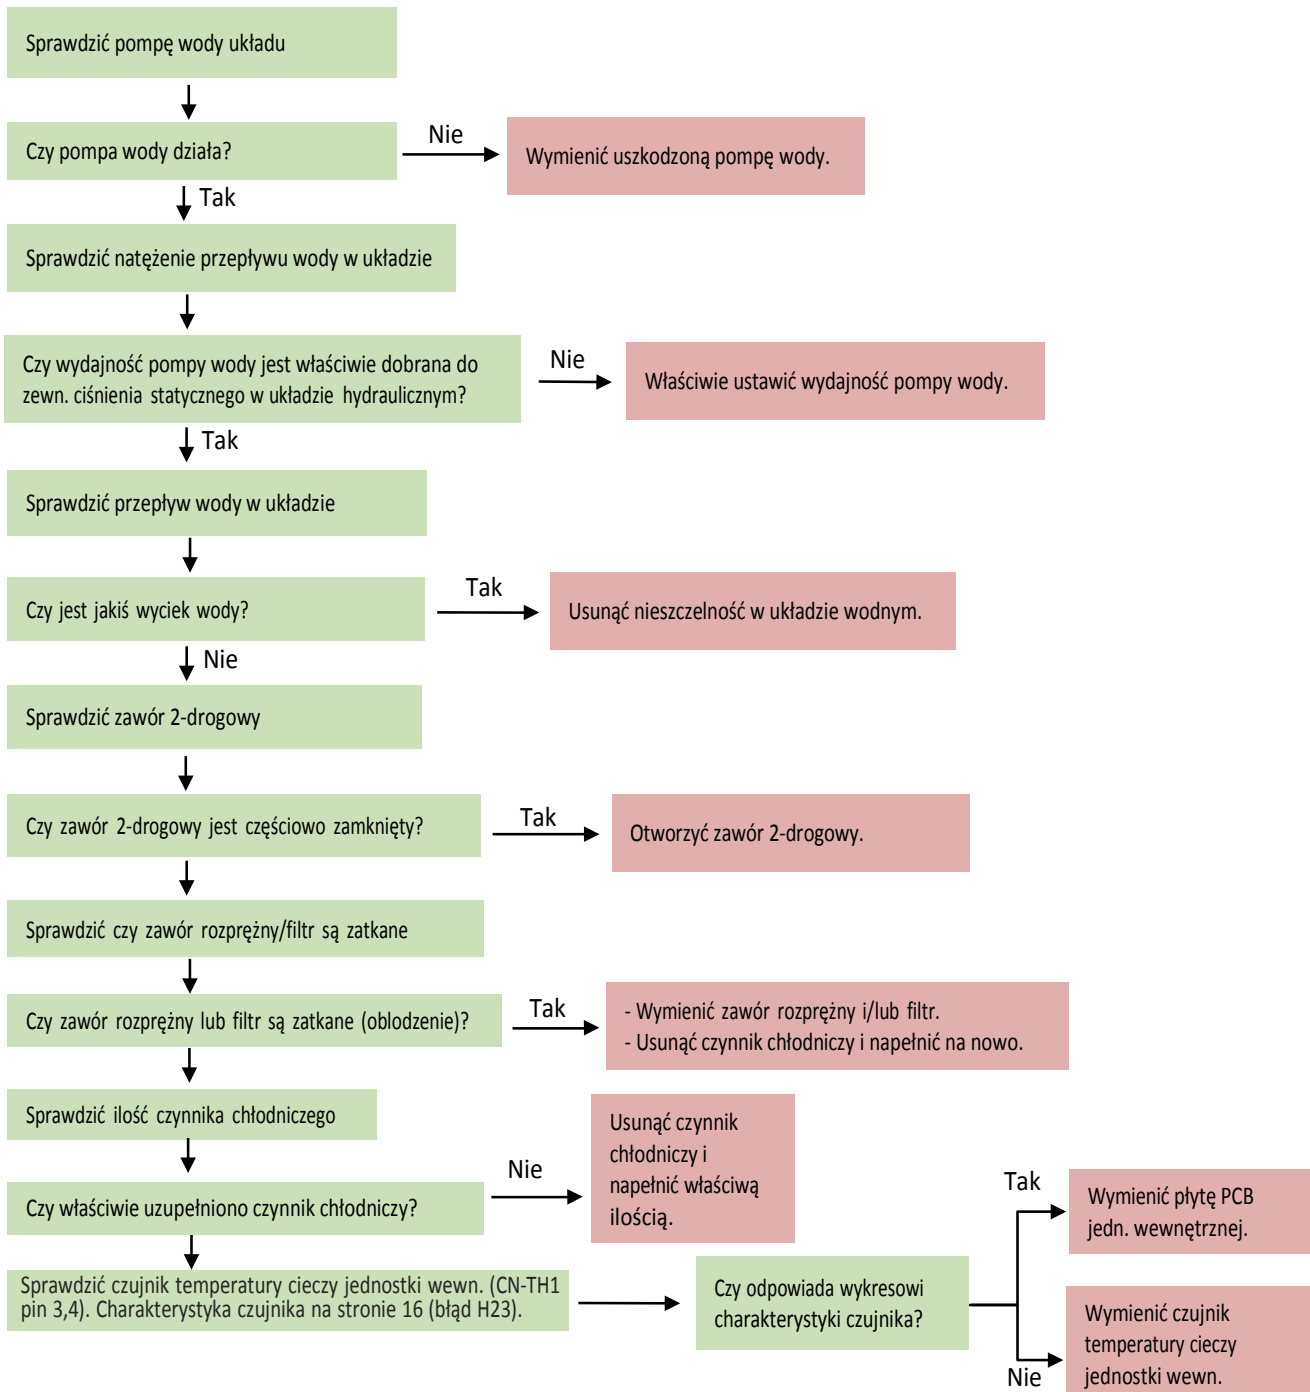 Sprawdzić pompę wody układu
Czy pompa wody działa?
Nie
Wymienić uszkodzoną pompę wody.
Tak
Sprawdzić natężenie przepływu wody w układzie
Czy wydajność pompy wody jest właściwie dobrana do
zewn. ciśnienia statycznego w układzie hydraulicznym?
Nie
Właściwie ustawić wydajność pompy wody.
Tak
Sprawdzić przepływ wody w układzie
Czy jest jakiś wyciek wody?
Tak
Usunąć nieszczelność w układzie wodnym.
Nie
Sprawdzić zawór 2-drogowy
Czy zawór 2-drogowy jest częściowo zamknięty?
Tak
Otworzyć zawór 2-drogowy.
Sprawdzić czy zawór rozprężny/filtr są zatkane
Czy zawór rozprężny lub filtr są zatkane (oblodzenie)?
Tak
- Wymienić zawór rozprężny i/lub filtr.
- Usunąć czynnik chłodniczy i napełnić na nowo.
Sprawdzić ilość czynnika chłodniczego
Czy właściwie uzupełniono czynnik chłodniczy?
Nie
Usunąć czynnik
chłodniczy i
napełnić właściwą
ilością.
Sprawdzić czujnik temperatury cieczy jednostki wewn. (CN-TH1
pin 3,4). Charakterystyka czujnika na stronie 16 (błąd H23).
Czy odpowiada wykresowi
charakterystyki czujnika?
Tak
Wymienić płytę PCB
jedn. wewnętrznej.
Nie
Wymienić czujnik
temperatury cieczy
jednostki wewn.